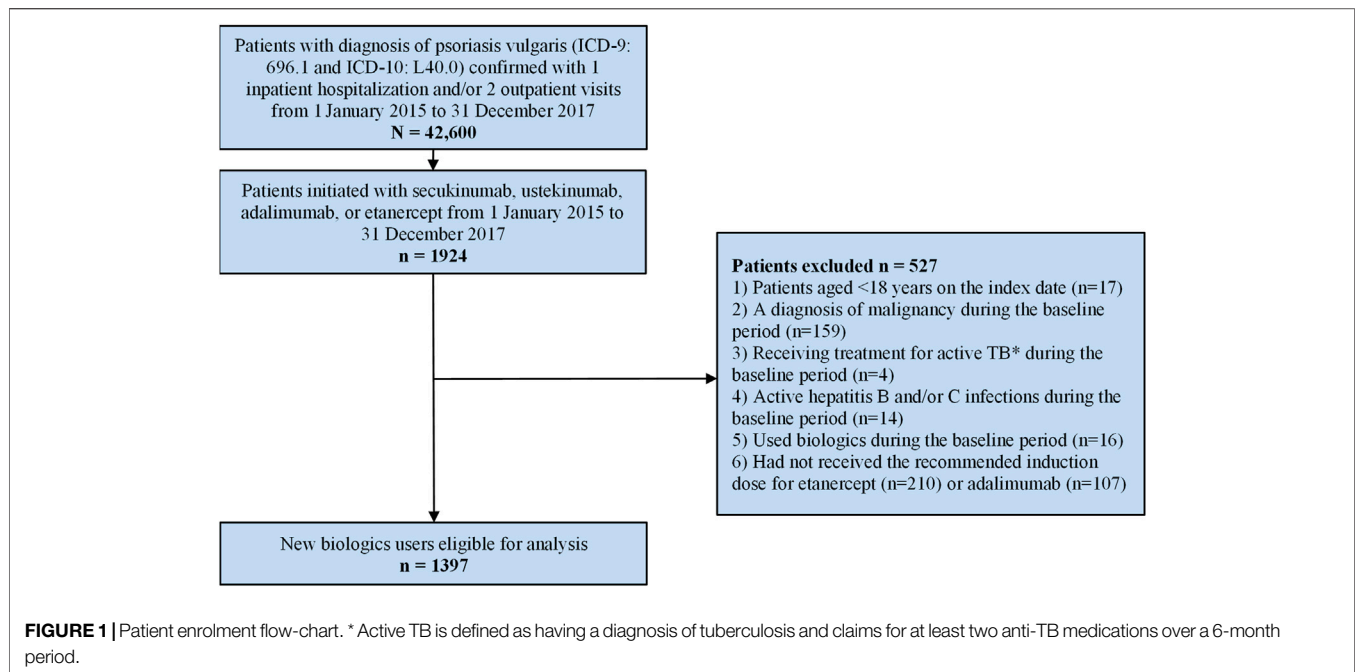 Patients with diagnosis of psoriasis vulgaris (ICD-9:
696.1 and ICD-10: L40.0) confirmed with 1
inpatient hospitalization and/or 2 outpatient visits
from 1 January 2015 to 31 December 2017
N = 42,600
Patients initiated with secukinumab, ustekinumab,
adalimumab, or etanercept from 1 January 2015 to
31 December 2017
n = 1924
Patients excluded n = 527
1) Patients aged <18 years on the index date (n=17)
2) A diagnosis of malignancy during the baseline
period (n=159)
3) Receiving treatment for active TB* during the
baseline period (n=4)
4) Active hepatitis B and/or C infections during the
baseline period (n=14)
5) Used biologics during the baseline period (n=16)
6) Had not received the recommended induction
dose for etanercept (n=210) or adalimumab (n=107)
New biologics users eligible for analysis
n = 1397
FIGURE 1 | Patient enrolment flow-chart. * Active TB is defined as having a diagnosis of tuberculosis and claims for at least two anti-TB medications over a 6-month
period.